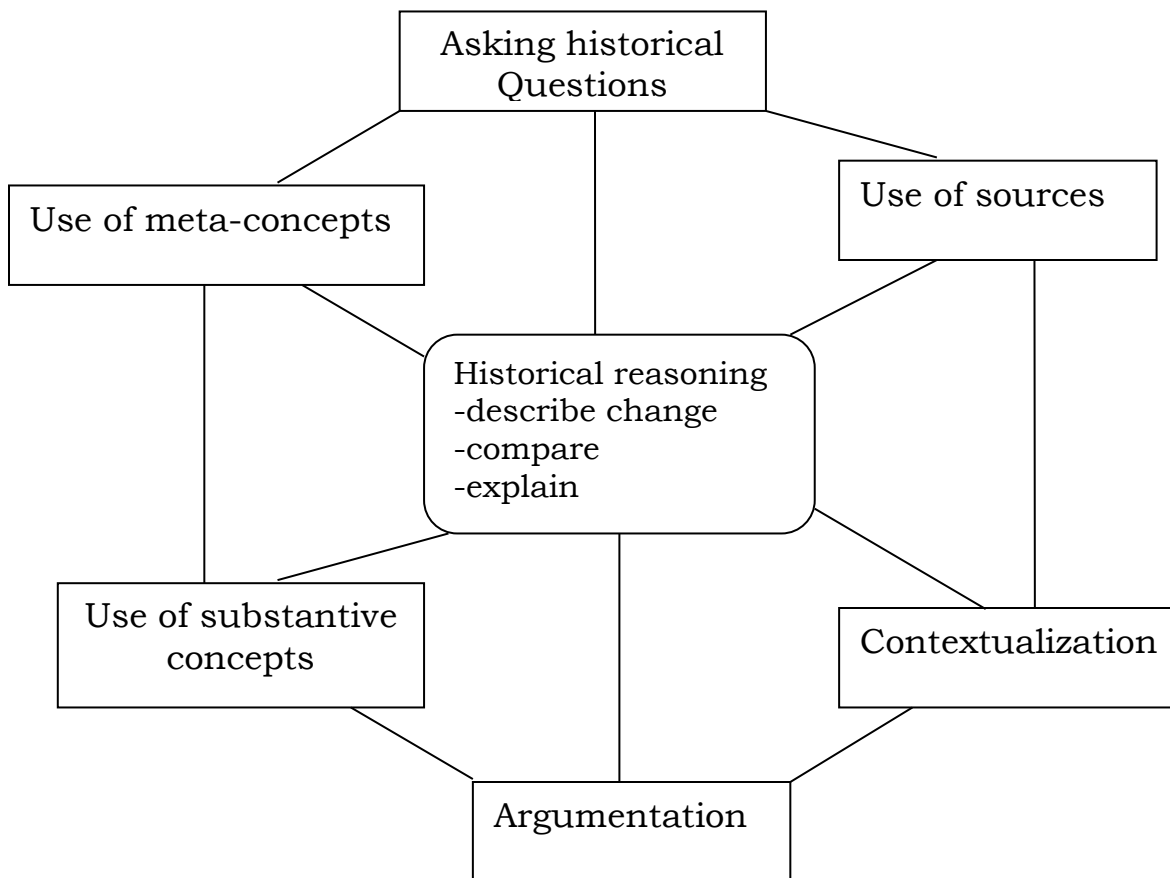 Asking historical
Questions
Use of meta-concepts
Use of sources
Historical reasoning
-describe change
-compare
-explain
Use of substantive
concepts
Contextualization
Argumentation